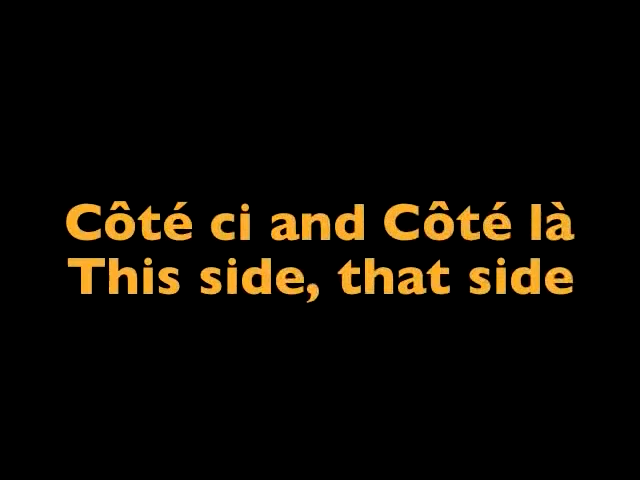 Côté ci and Côté là
This side, that side